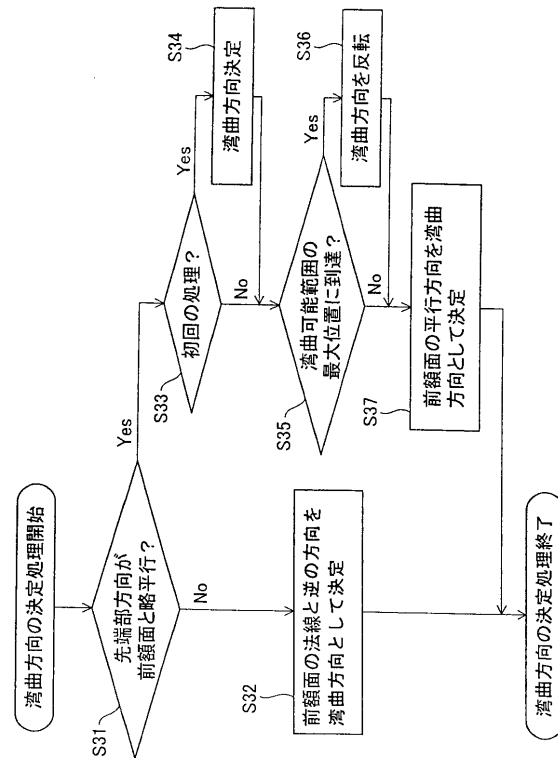 湾曲方向の決定処理開始
S31
先端部方向が
前額面と略平行？
Yes
No
S32
前額面の法線と逆の方向を
湾曲方向として決定
S33
初回の処理？
Yes
No
S34
湾曲方向決定
S35
湾曲可能範囲の
最大位置に到達？
Yes
No
S36
湾曲方向を反転
S37
前額面の平行方向を湾曲
方向として決定
湾曲方向の決定処理終了